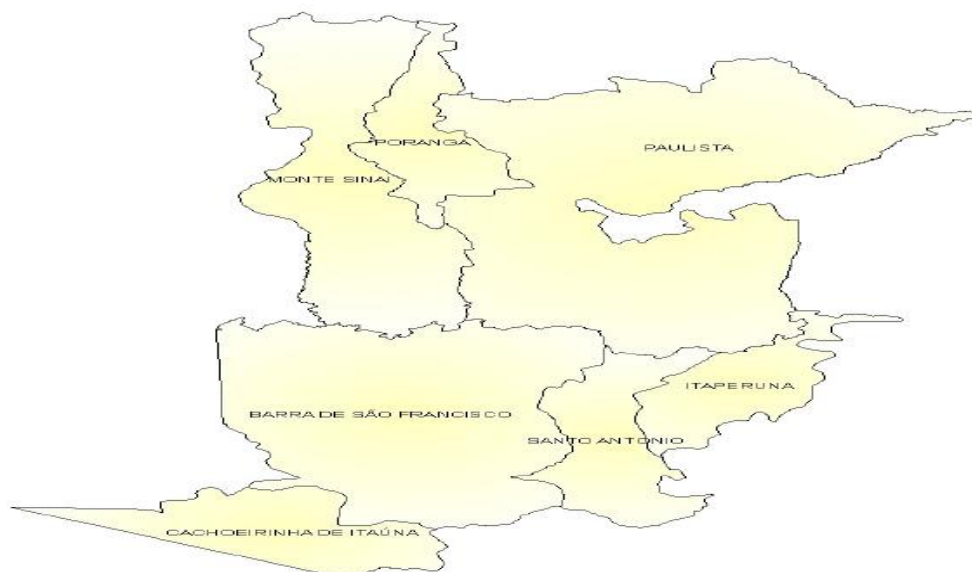 PORANGA
PAULISTA
MONTE SINAI
ITAPERUNA
BARRA DE SÃO FRANCISCO
SANTO ANTONIO
CACHOEIRINHA DE ITAÚNA